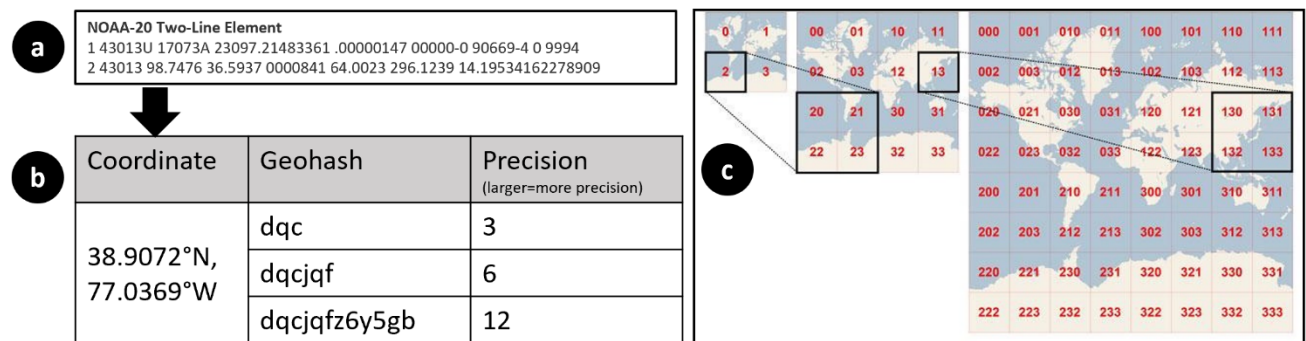 a
NOAA-20 Two-Line Element
1 43013U 17073A 23097.21483361 .00000147 00000-0 90669-4 0 9994
2 43013 98.7476 36.5937 0000841 64.0023 296.1239 14.19534162278909
b
Coordinate Geohash Precision
(larger=more precision)
38.9072°N,
77.0369°W
dqc 3
dqcjqf 6
dqcjqfz6y5gb 12
c
0 1
2 3
00 01 10 11
02 03 12 13
20 21 30 31
22 23 32 33
000 001 010 011 100 101 110 111
002 003 012 013 102 103 112 113
020 021 030 031 120 121 130 131
022 023 032 033 122 123 132 133
200 201 210 211 300 301 310 311
202 203 212 213 302 303 312 313
220 221 230 231 320 321 330 331
222 223 232 233 322 323 332 333